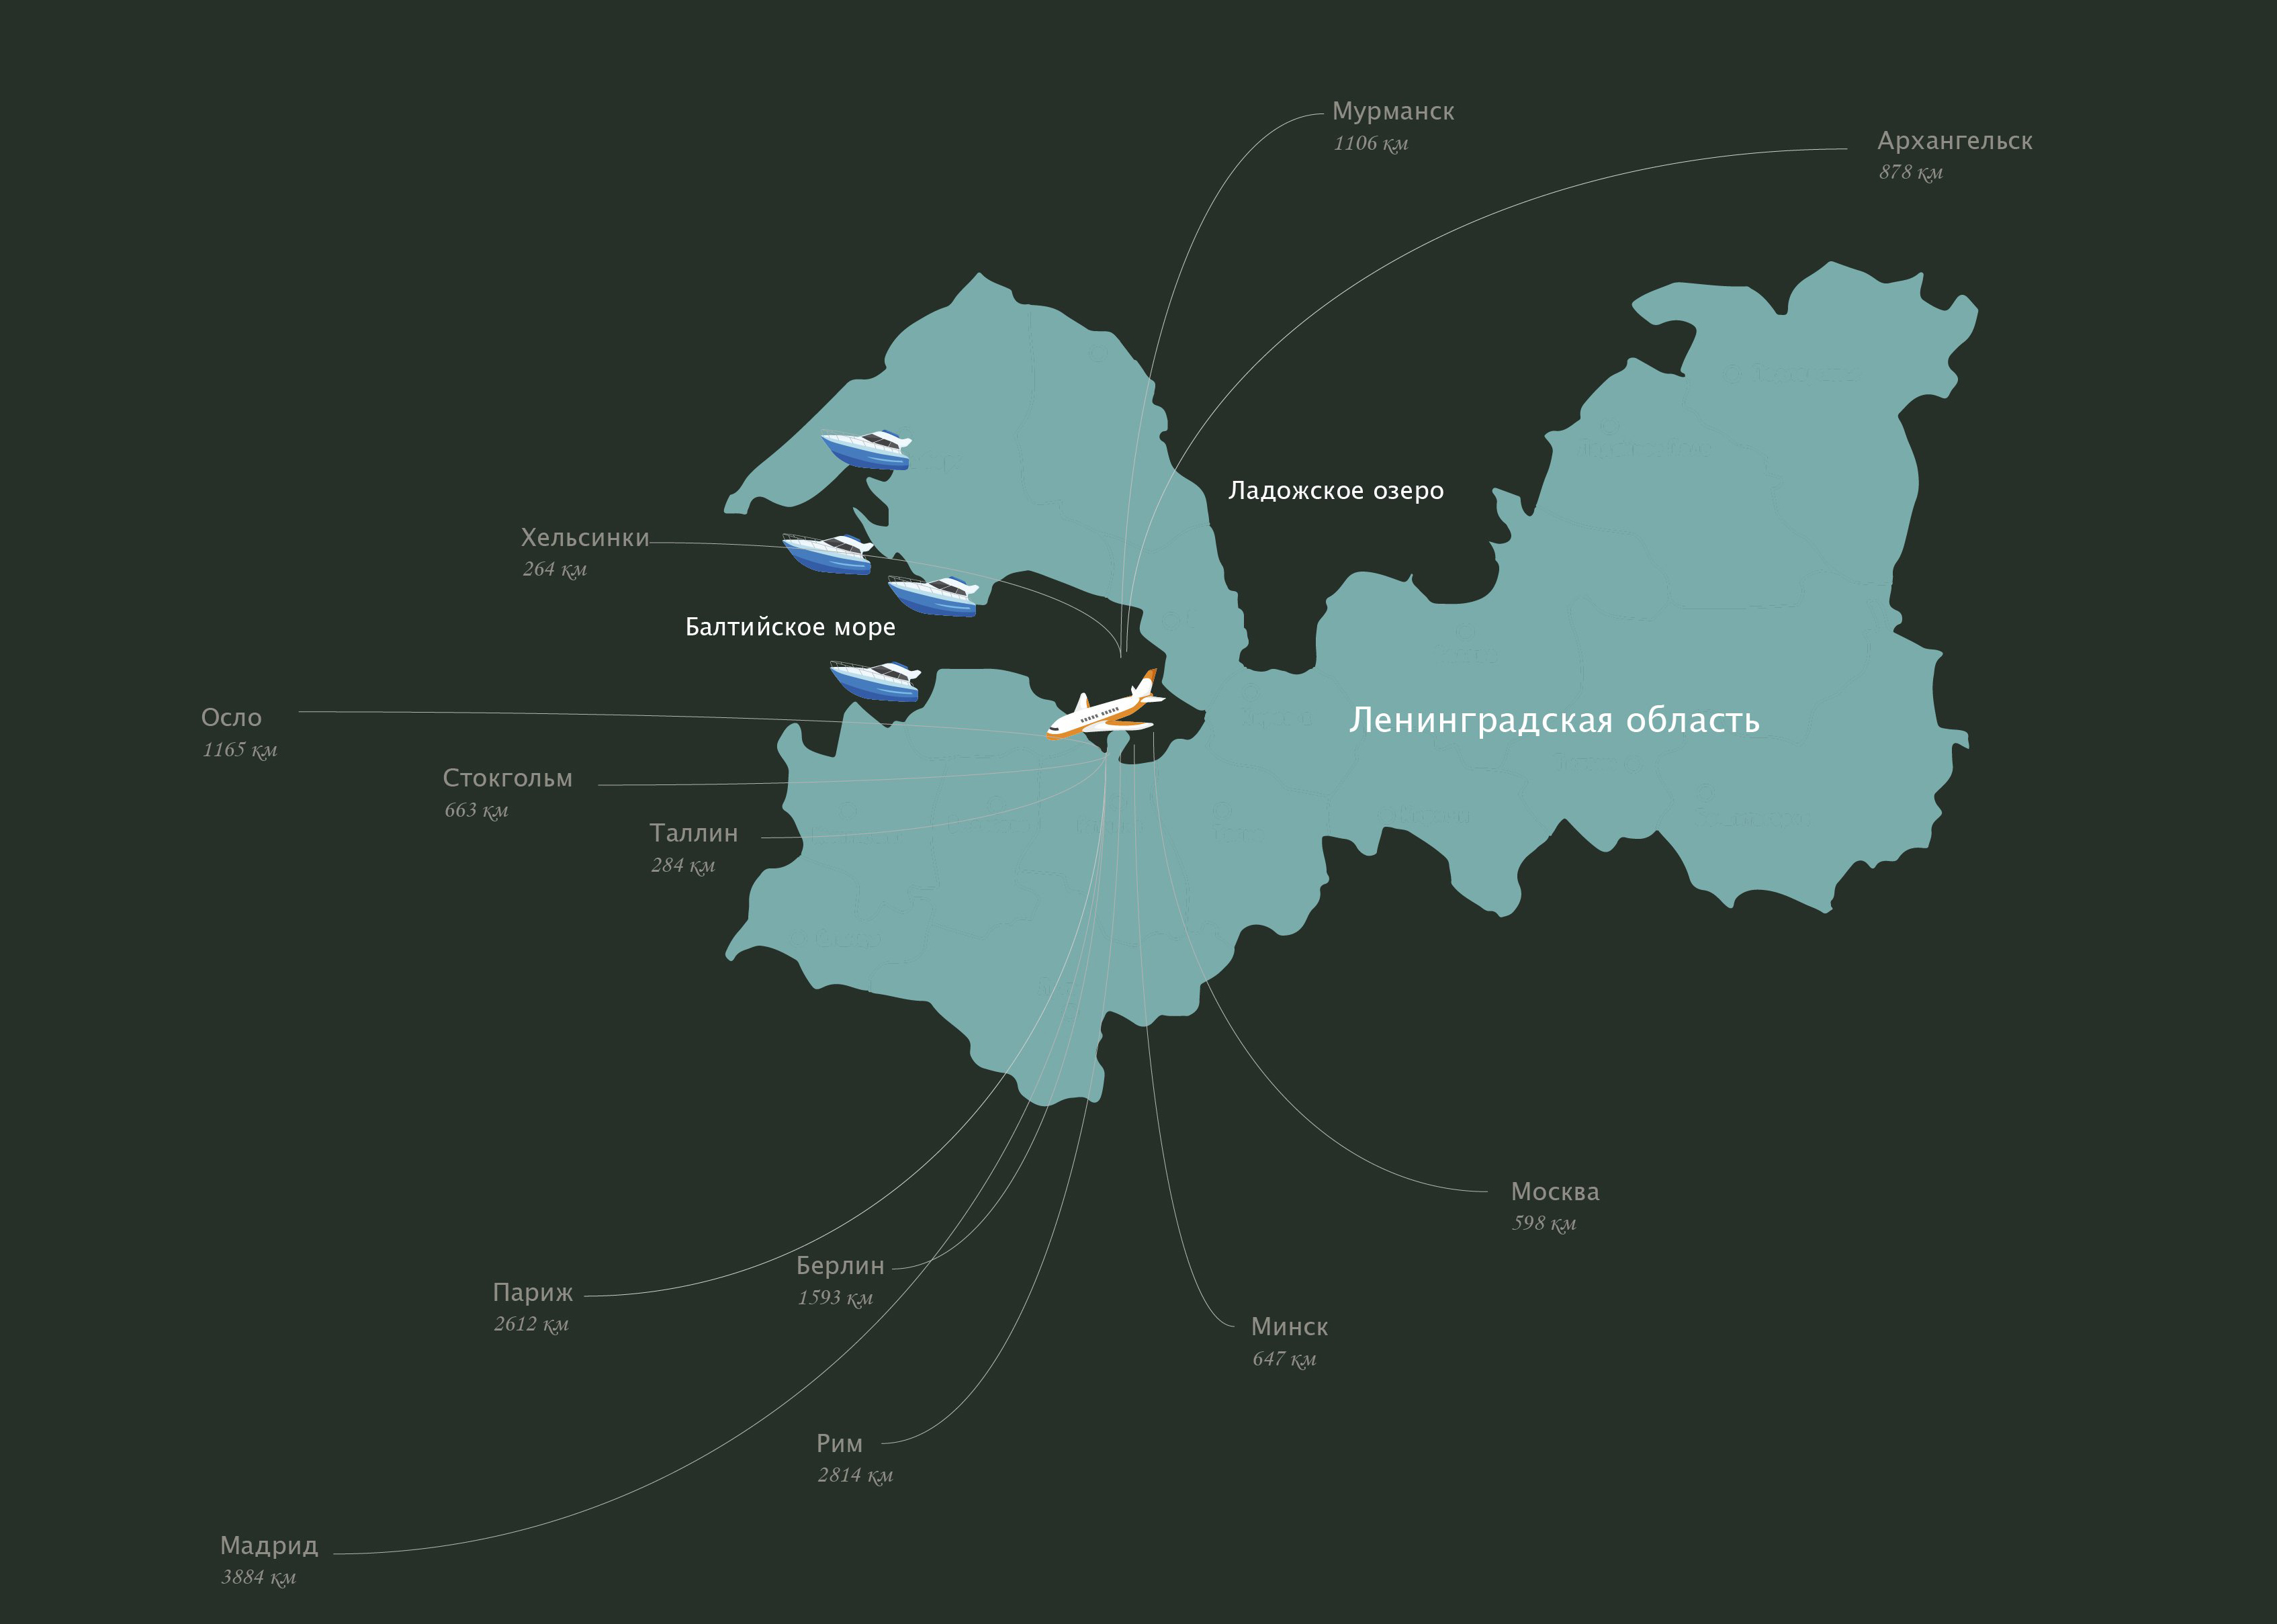 Мурманск
1106 км
Архангельск
878 км
Ладожское озеро
Хельсинки
264 км
Балтийское море
Осло
1165 км
Ленинградская область
Стокгольм
663 км
Таллин
284 км
Москва
598 км
Берлин
1593 км
Париж
2612 км
Минск
647 км
Рим
2814 км
Мадрид
3884 км